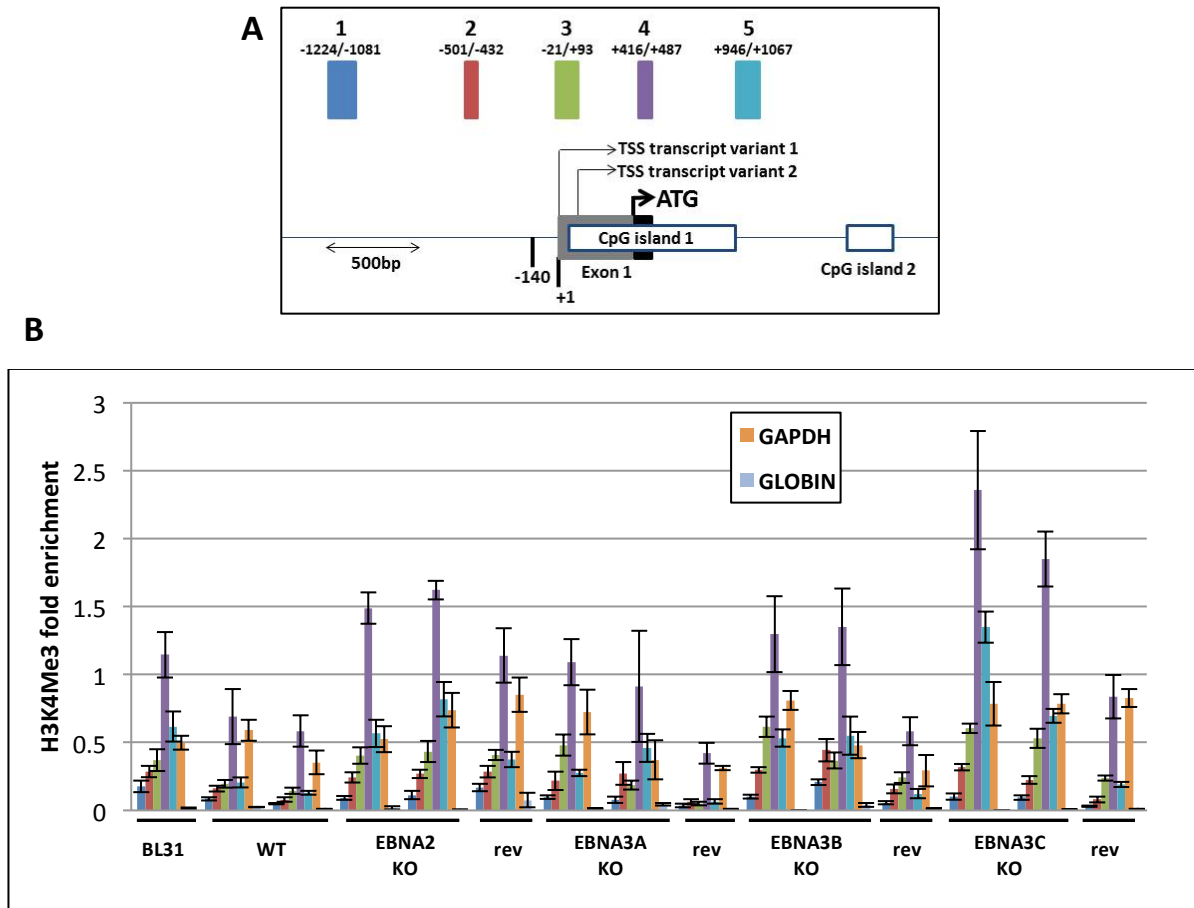 A
1 2 3 4 5
-1224/-1081 -501/-432 -21/+93 +416/+487 +946/+1067
TSS transcript variant 1
TSS transcript variant 2
ATG
CpG island 1
500bp
-140
Exon 1
CpG island 2
+1
B
H3K4Me3 fold enrichment
3
2.5
2
1.5
1
0.5
0
GAPDH
GLOBIN
BL31 WT EBNA2 KO rev EBNA3A KO rev EBNA3B KO rev EBNA3C KO rev